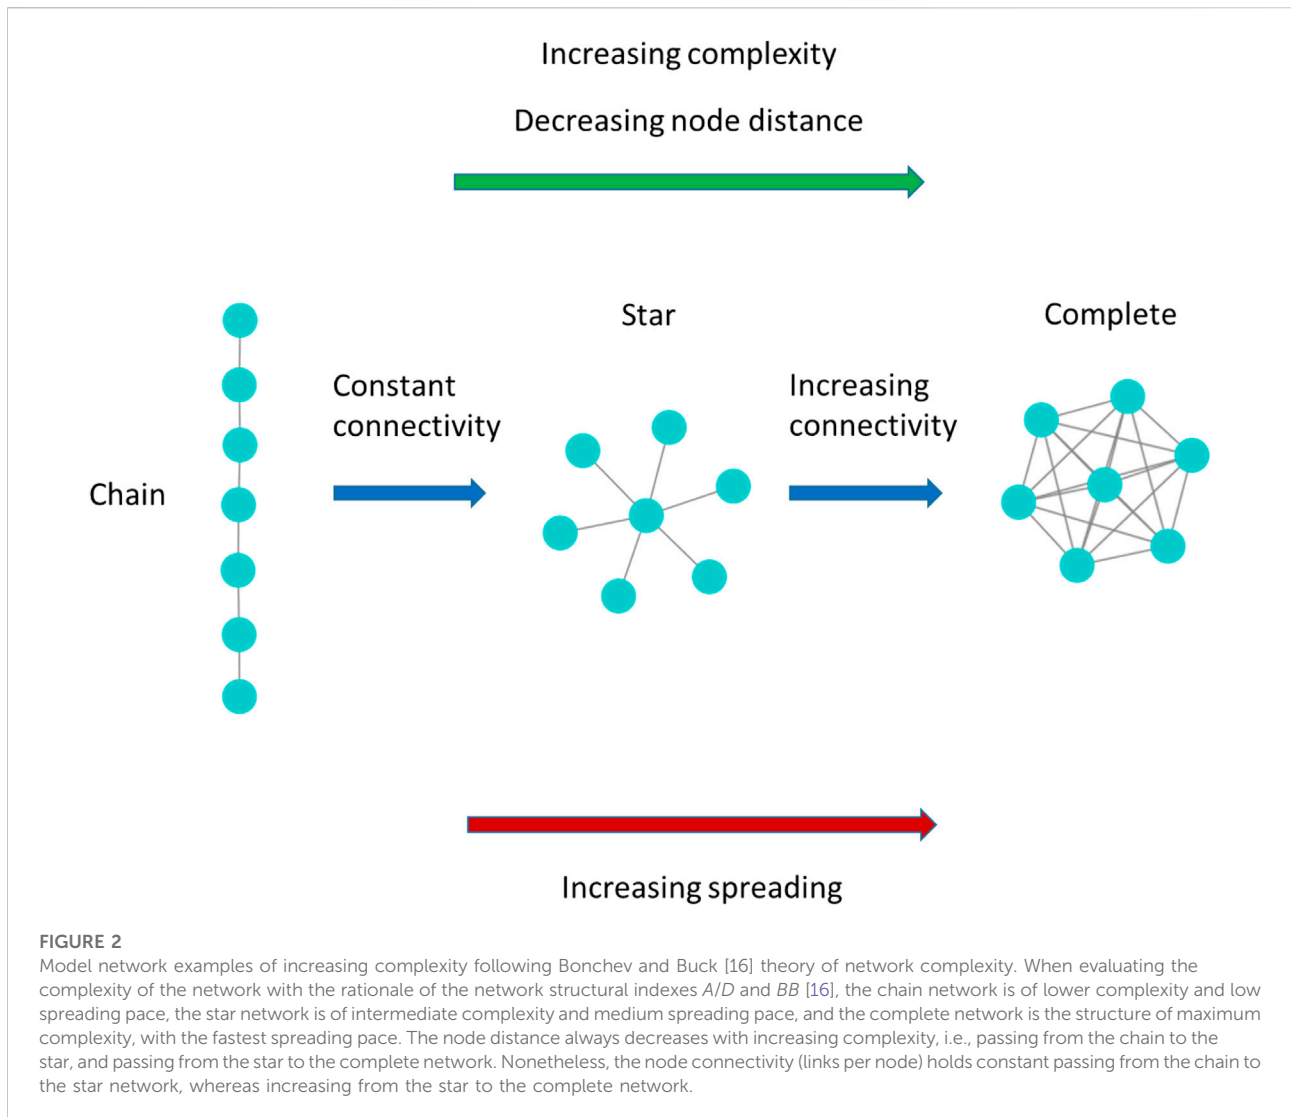 Increasing complexity
Decreasing node distance
Star
Complete
Constant
connectivity
Increasing
connectivity
Chain
Increasing spreading
FIGURE 2
Model network examples of increasing complexity following Bonchev and Buck [16] theory of network complexity. When evaluating the
complexity of the network with the rationale of the network structural indexes A/D and BB [16], the chain network is of lower complexity and low
spreading pace, the star network is of intermediate complexity and medium spreading pace, and the complete network is the structure of maximum
complexity, with the fastest spreading pace. The node distance always decreases with increasing complexity, i.e., passing from the chain to the
star, and passing from the star to the complete network. Nonetheless, the node connectivity (links per node) holds constant passing from the chain to
the star network, whereas increasing from the star to the complete network.